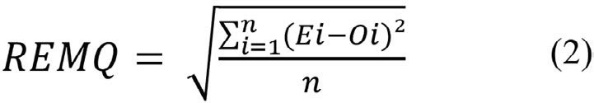 REMQ = √(∑ⁿᵢ₌₁(Ei−Oi)²/n) (2)